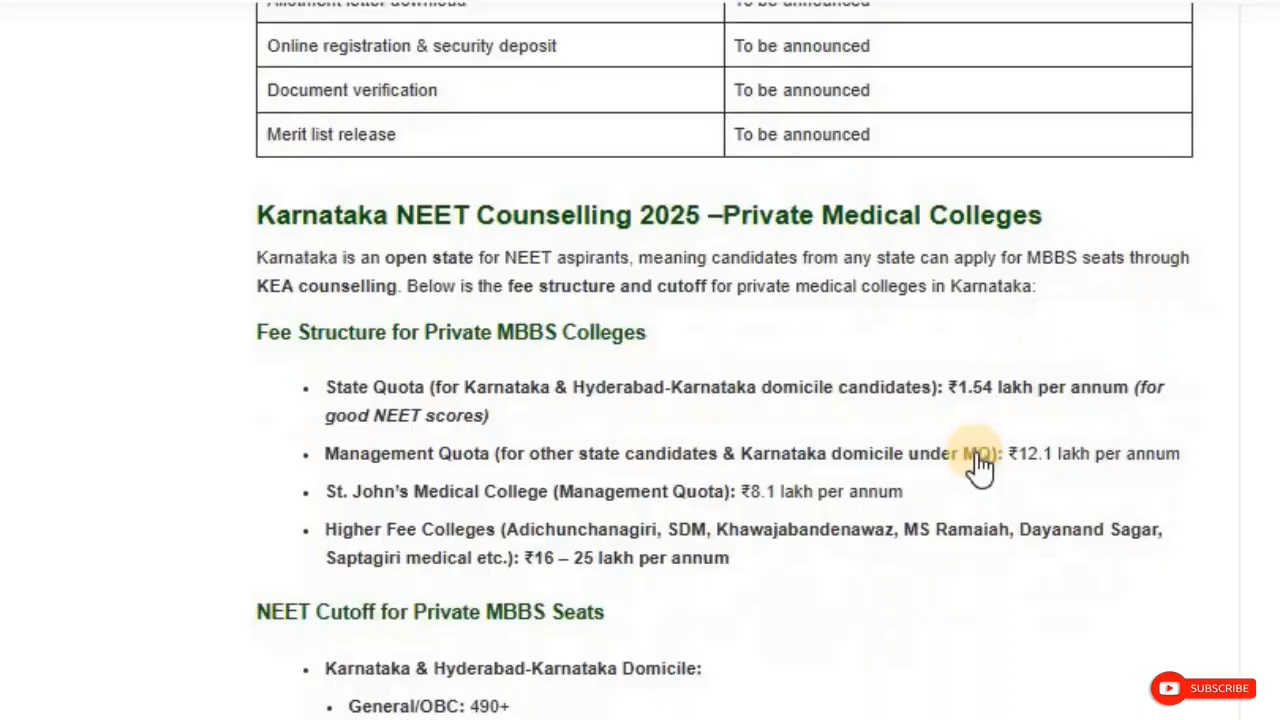 Allotment letter download To be announced
Online registration & security deposit To be announced
Document verification To be announced
Merit list release To be announced
Karnataka NEET Counselling 2025 –Private Medical Colleges
Karnataka is an open state for NEET aspirants, meaning candidates from any state can apply for MBBS seats through
KEA counselling. Below is the fee structure and cutoff for private medical colleges in Karnataka:
Fee Structure for Private MBBS Colleges
• State Quota (for Karnataka & Hyderabad-Karnataka domicile candidates): ₹1.54 lakh per annum (for
good NEET scores)
• Management Quota (for other state candidates & Karnataka domicile under MQ): ₹12.1 lakh per annum
• St. John's Medical College (Management Quota): ₹8.1 lakh per annum
• Higher Fee Colleges (Adichunchanagiri, SDM, Khawajabandenawaz, MS Ramaiah, Dayanand Sagar,
Saptagiri medical etc.): ₹16 – 25 lakh per annum
NEET Cutoff for Private MBBS Seats
• Karnataka & Hyderabad-Karnataka Domicile:
• General/OBC: 490+
SUBSCRIBE